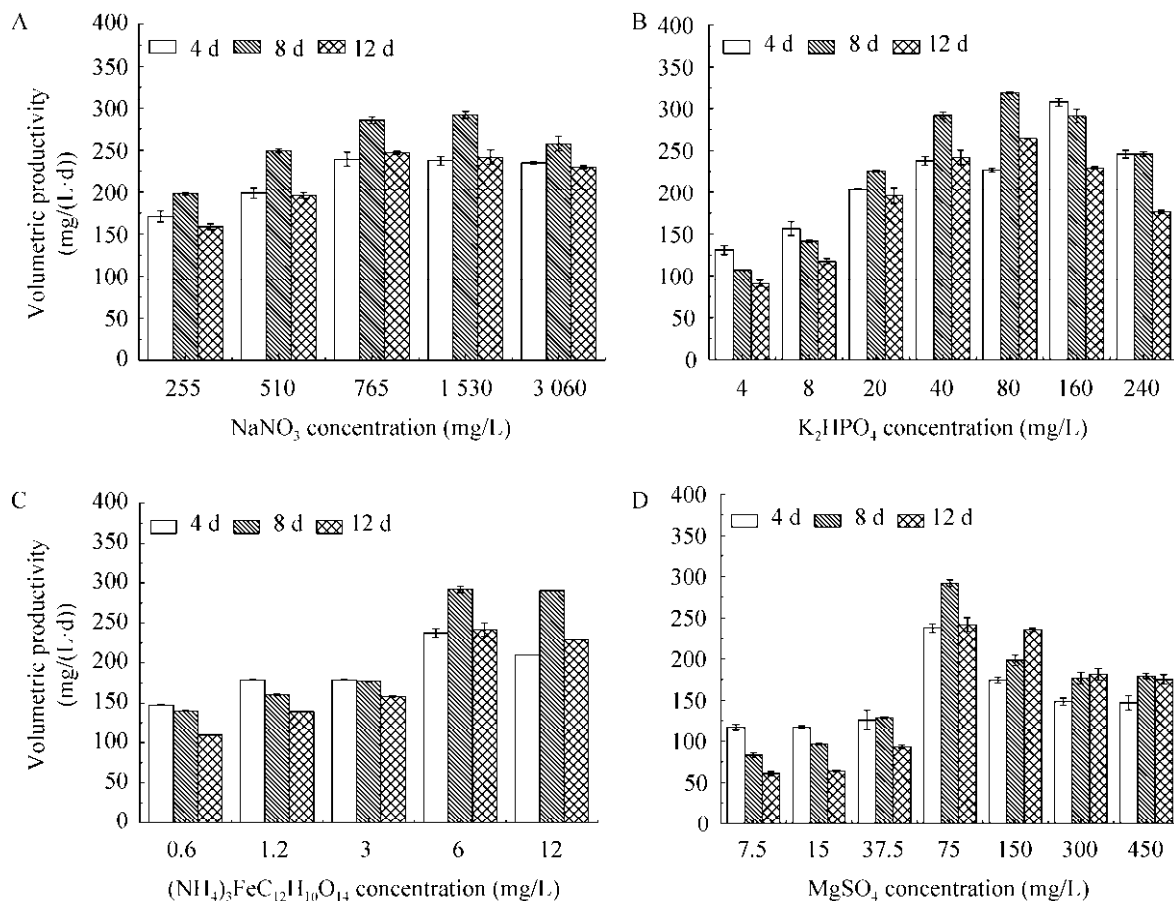 A
4 d 8 d 12 d
400
350
300
250
200
150
100
50
0
Volumetric productivity
(mg/(L·d))
255 510 765 1 530 3 060
NaNO₃ concentration (mg/L)
B
4 d 8 d 12 d
400
350
300
250
200
150
100
50
0
4 8 20 40 80 160 240
K₂HPO₄ concentration (mg/L)
C
4 d 8 d 12 d
400
350
300
250
200
150
100
50
0
Volumetric productivity
(mg/(L·d))
0.6 1.2 3 6 12
(NH₄)₃FeC₁₂H₁₀O₁₄ concentration (mg/L)
D
4 d 8 d 12 d
400
350
300
250
200
150
100
50
0
7.5 15 37.5 75 150 300 450
MgSO₄ concentration (mg/L)